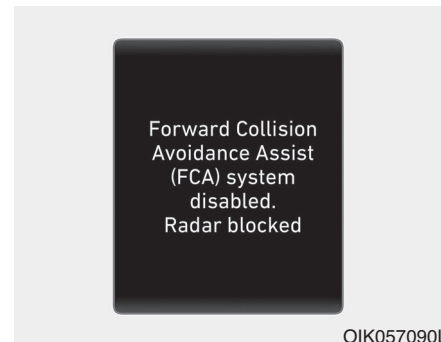 Forward Collision
Avoidance Assist
(FCA) system
disabled.
Radar blocked
OIK057090L